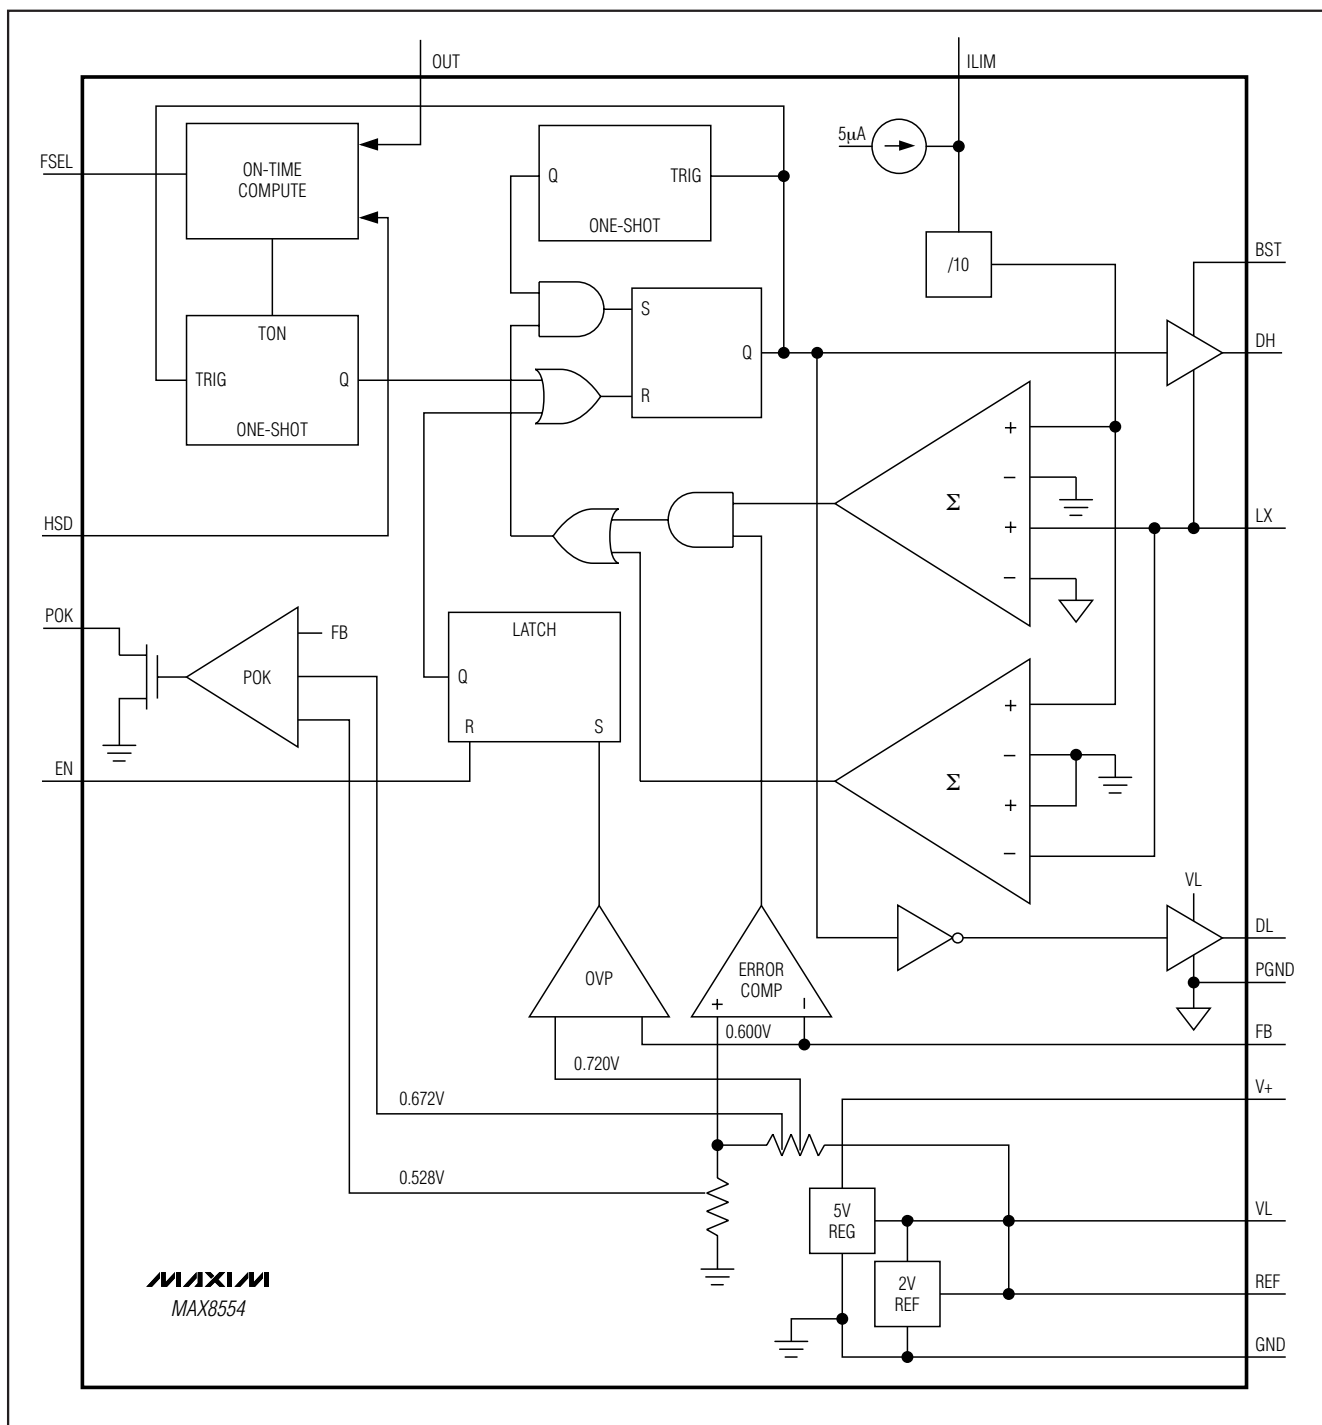 OUT
ILIM
5μA
FSEL
ON-TIME
COMPUTE
Q
TRIG
ONE-SHOT
/10
BST
S
TON
DH
Q
TRIG
Q
R
ONE-SHOT
+
−
Σ
+
HSD
LX
−
POK
LATCH
FB
POK
Q
+
R
S
−
EN
Σ
+
−
VL
DL
OVP
ERROR
COMP
PGND
+
−
0.600V
FB
0.720V
V+
0.672V
0.528V
5V
REG
VL
MAXIM
2V
REF
REF
MAX8554
GND